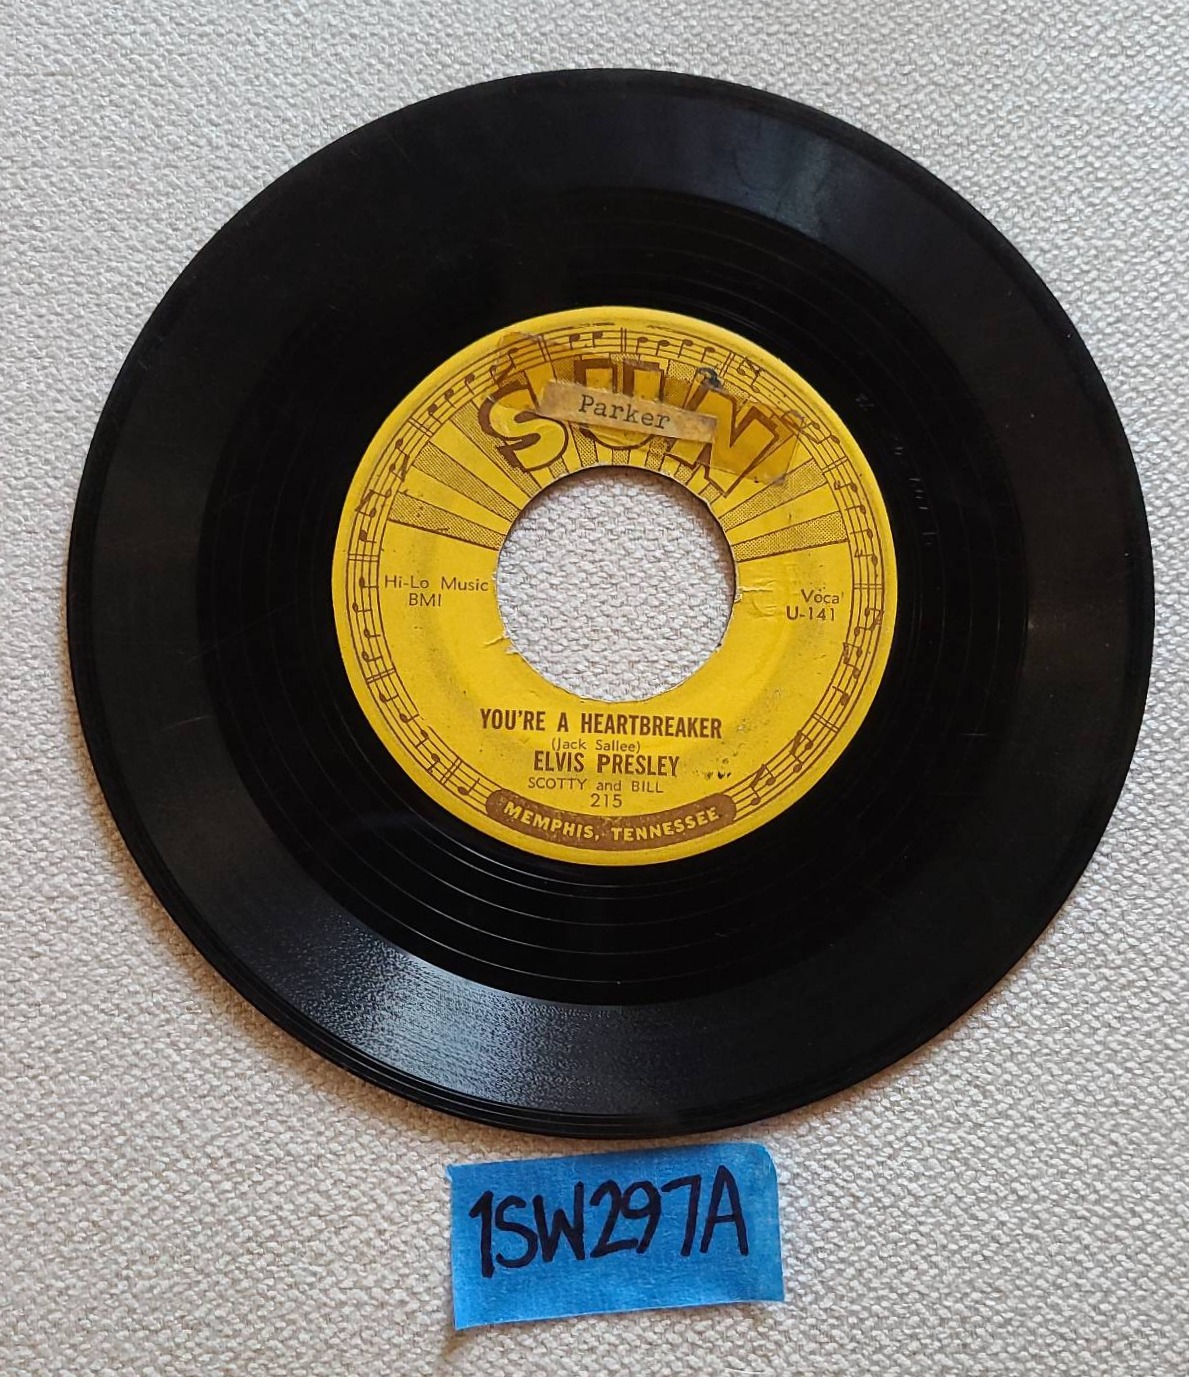 SUN
Parker
Hi-Lo Music
BMI
Vocal
U-141
YOU'RE A HEARTBREAKER
(Jack Sallee)
ELVIS PRESLEY
SCOTTY and BILL
215
MEMPHIS, TENNESSEE
1SW297A